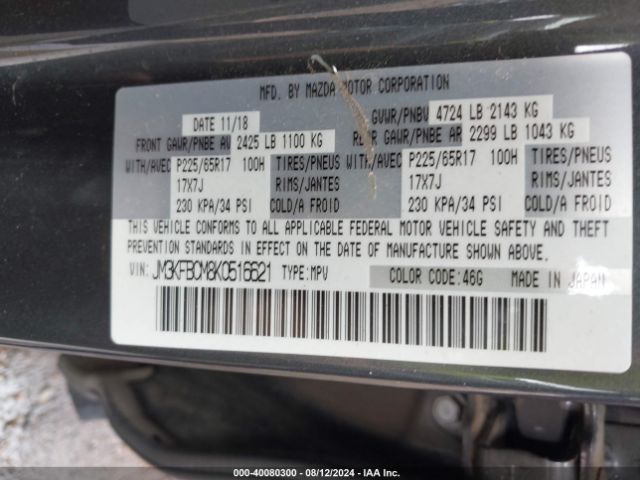 MFD. BY MAZDA MOTOR CORPORATION
DATE 11/18 GVWR/PNBV 4724 LB 2143 KG
FRONT GAWR/PNBE AV 2425 LB 1100 KG REAR GAWR/PNBE AR 2299 LB 1043 KG
WITH/AVEC P225/65R17 100H TIRES/PNEUS WITH/AVEC P225/65R17 100H TIRES/PNEUS
17X7J RIMS/JANTES 17X7J RIMS/JANTES
230 KPA/34 PSI COLD/A FROID 230 KPA/34 PSI COLD/A FROID
THIS VEHICLE CONFORMS TO ALL APPLICABLE FEDERAL MOTOR VEHICLE SAFETY AND THEFT
PREVENTION STANDARDS IN EFFECT ON THE DATE OF MANUFACTURE SHOWN ABOVE.
VIN: JM3KFBCM8K0516621 TYPE:MPV COLOR CODE:46G MADE IN JAPAN
000-40080300 - 08/12/2024 - IAA Inc.